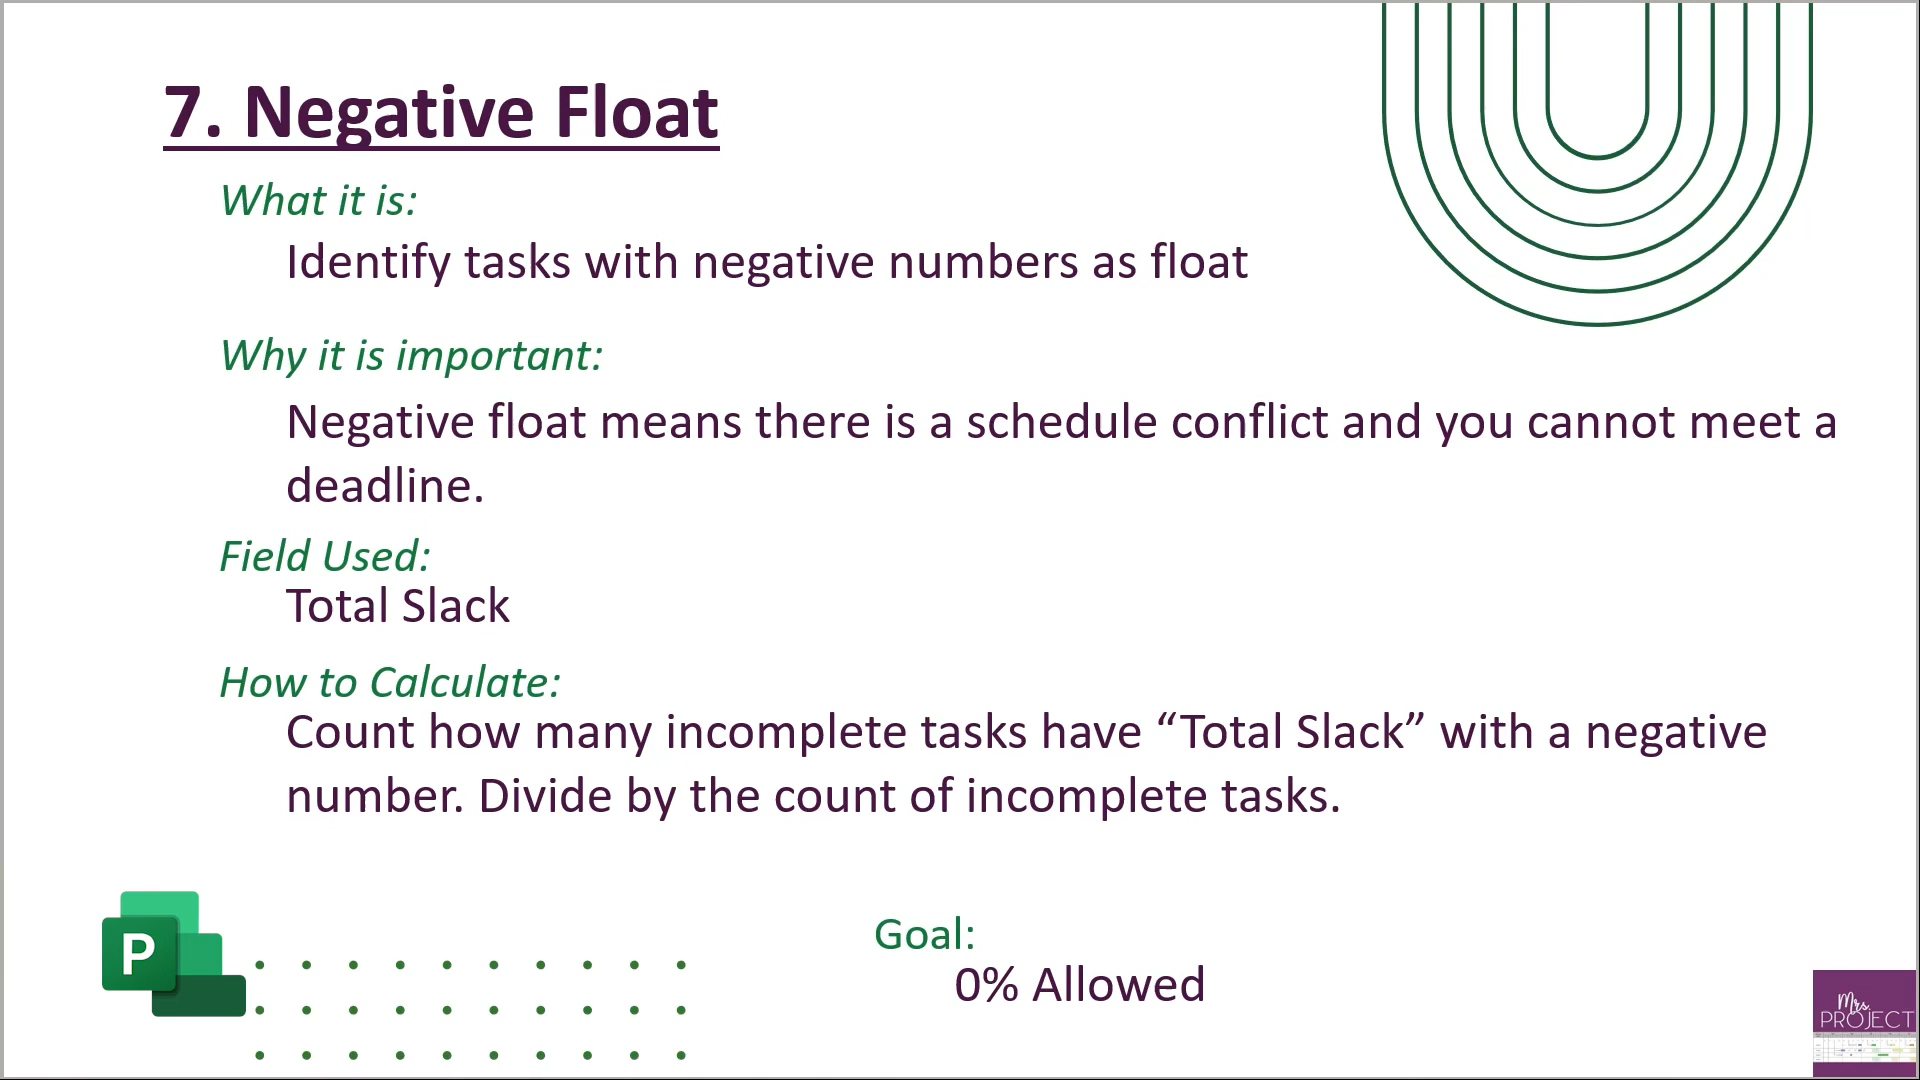 7. Negative Float
What it is:
Identify tasks with negative numbers as float
Why it is important:
Negative float means there is a schedule conflict and you cannot meet a
deadline.
Field Used:
Total Slack
How to Calculate:
Count how many incomplete tasks have “Total Slack” with a negative
number. Divide by the count of incomplete tasks.
P
Goal:
0% Allowed
Mrs.
PROJECT